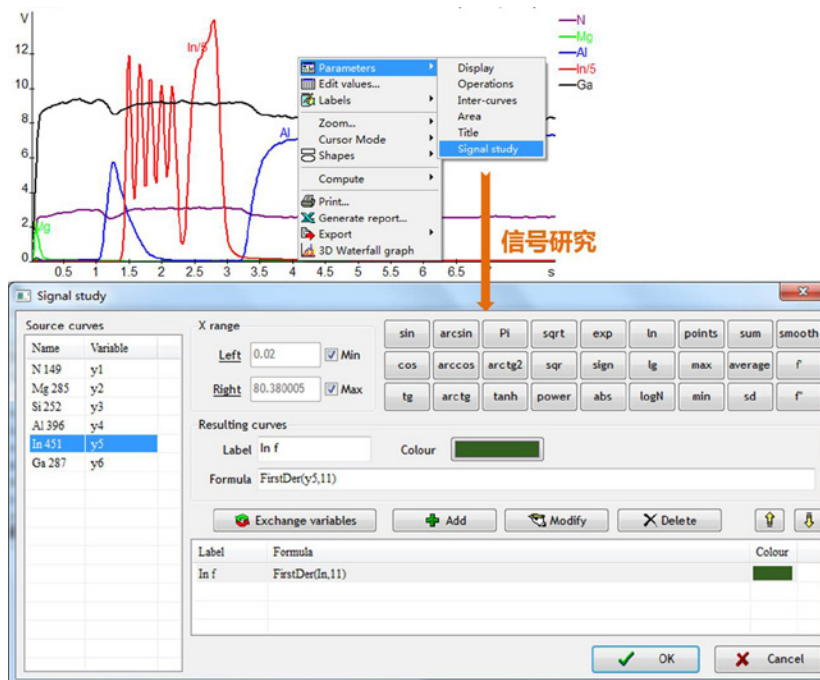 V
12
10
8
6
4
2
0
0.5 1 1.5 2 2.5 3 3.5 4 4.5 5 5.5 6 6.5 s
In/5
Al
Mg
N
Mg
Al
In/5
Ga
Parameters
Edit values...
Labels
Zoom...
Cursor Mode
Shapes
Compute
Print...
Generate report...
Export
3D Waterfall graph
Display
Operations
Inter-curves
Area
Title
Signal study
信号研究
Signal study
Source curves
Name Variable
N 149 y1
Mg 285 y2
Si 252 y3
Al 396 y4
In 451 y5
Ga 287 y6
X range
Left 0.02 Min
Right 80.380005 Max
sin arcsin Pi sqrt exp ln points sum smooth
cos arccos arctg2 sqr sign lg max average f'
tg arctg tanh power abs logN min sd f"
Resulting curves
Label In f Colour
Formula FirstDer(y5,11)
Exchange variables Add Modify Delete
Label Formula Colour
In f FirstDer(In,11)
OK Cancel